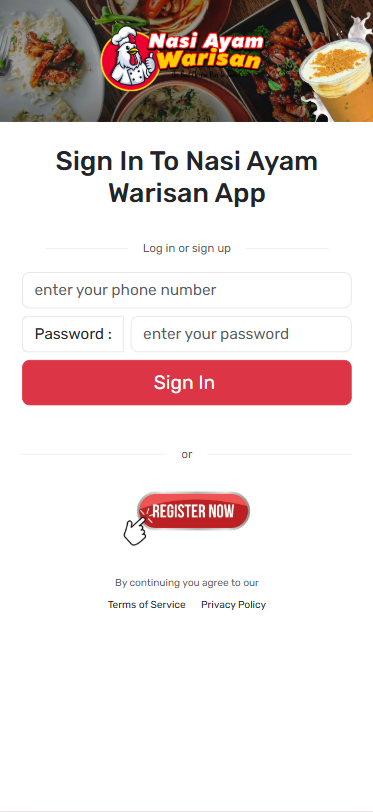 Nasi Ayam
Warisan
Sign In To Nasi Ayam
Warisan App
Log in or sign up
enter your phone number
Password : enter your password
Sign In
or
REGISTER NOW
By continuing you agree to our
Terms of Service Privacy Policy